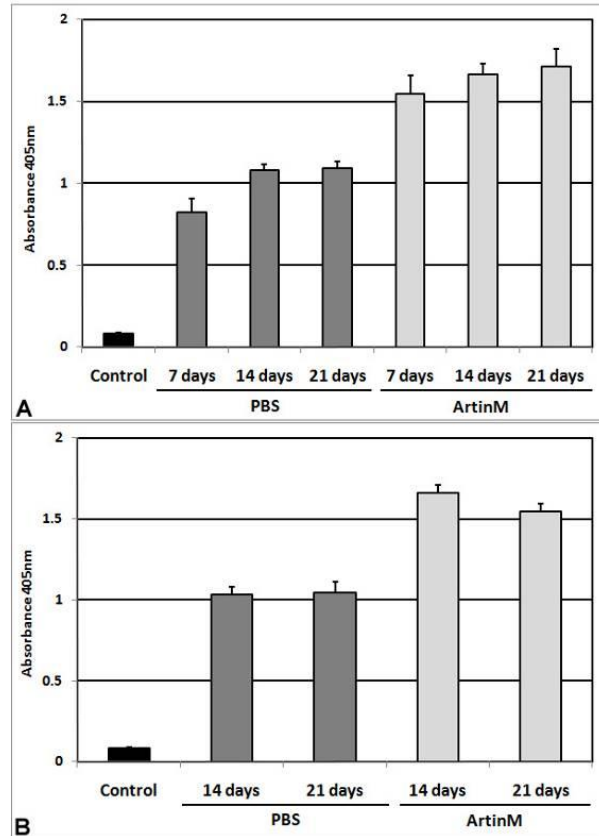 2
1.5
1
0.5
0
Absorbance 405nm
Control 7 days 14 days 21 days 7 days 14 days 21 days
PBS ArtinM
A
2
1.5
1
0.5
0
Absorbance 405nm
Control 14 days 21 days 14 days 21 days
PBS ArtinM
B